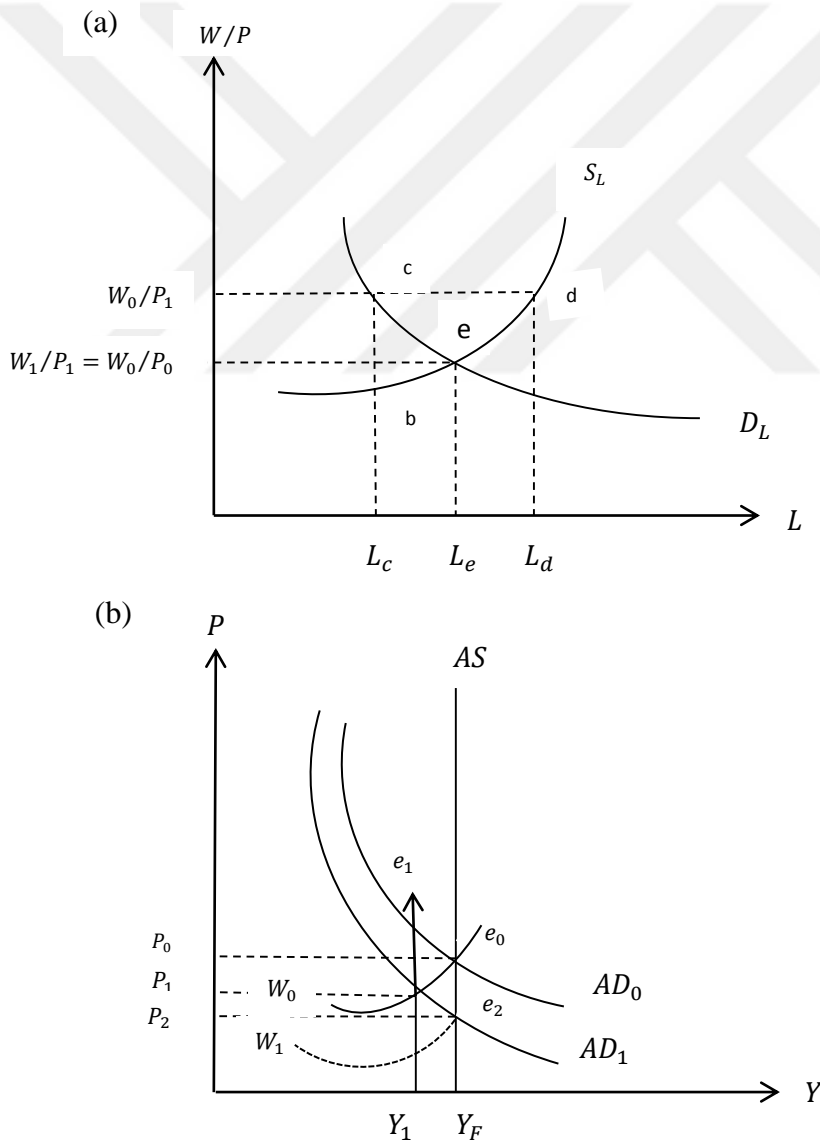 (a)
W/P
S_L
c
W_0/P_1
d
e
W_1/P_1 = W_0/P_0
b
D_L
L
L_c L_e L_d
(b)
P
AS
e_1
P_0
e_0
P_1
W_0
AD_0
P_2
e_2
W_1
AD_1
Y
Y_1 Y_F